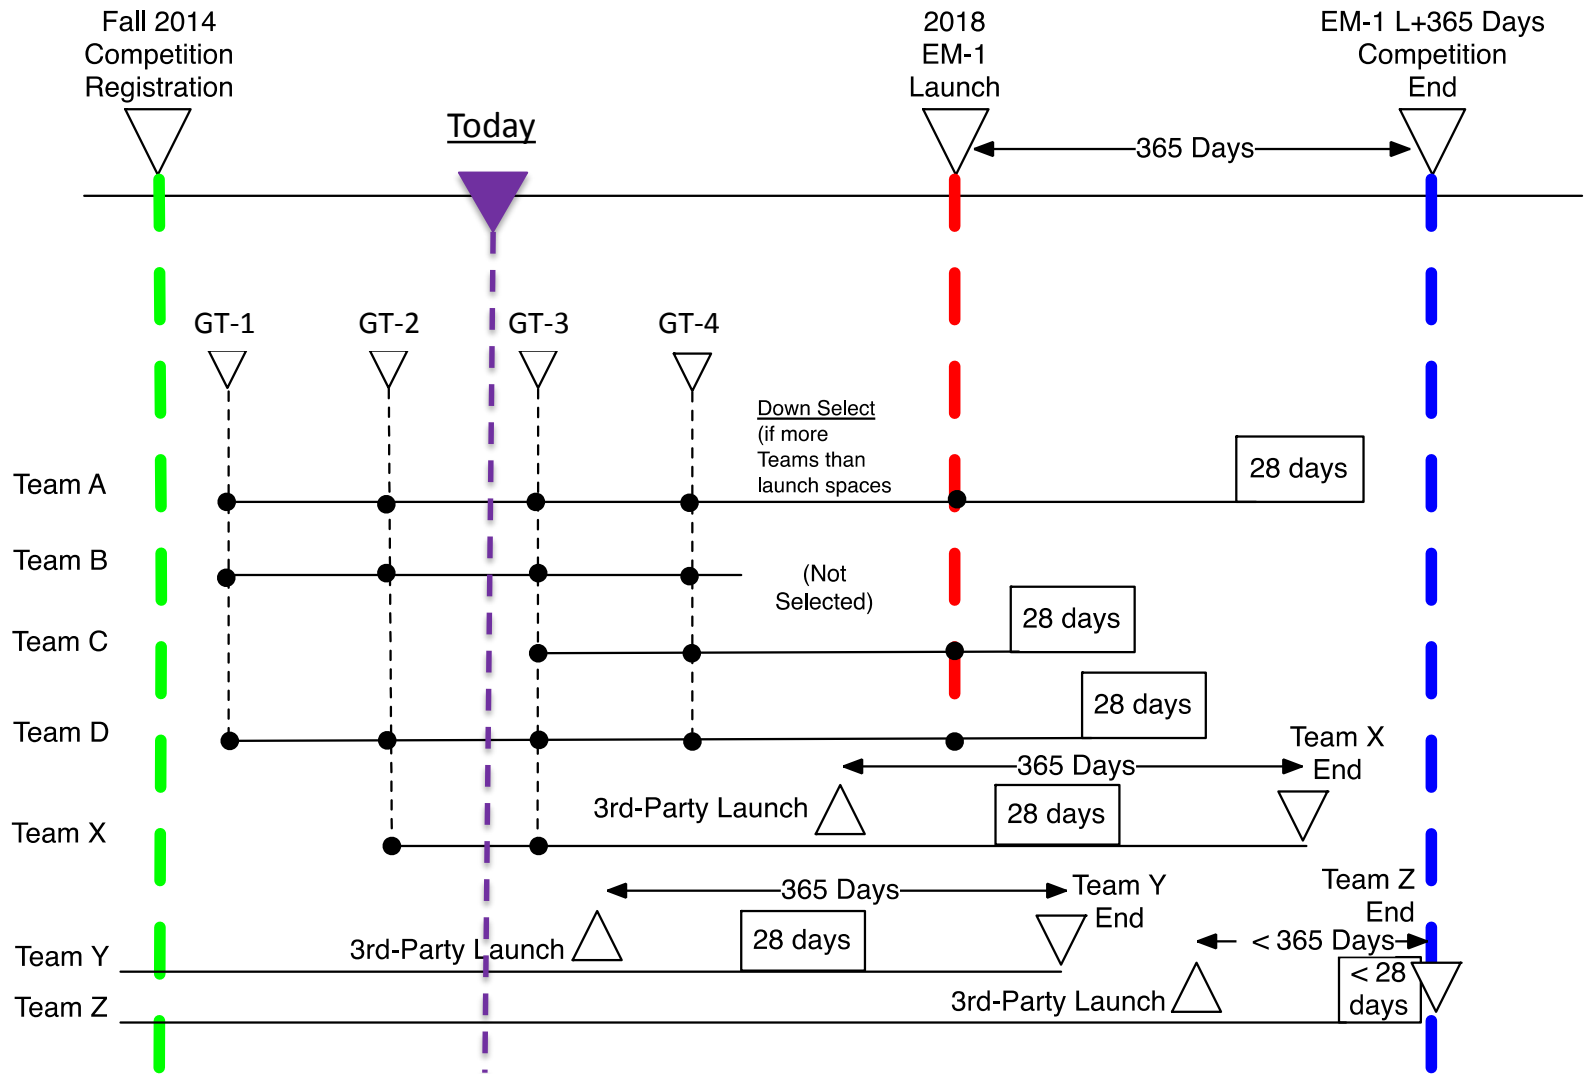 Fall 2014
Competition
Registration
Today
2018
EM-1
Launch
EM-1 L+365 Days
Competition
End
365 Days
GT-1
GT-2
GT-3
GT-4
Down Select
(if more
Teams than
launch spaces
Team A
28 days
Team B
(Not
Selected)
Team C
28 days
Team D
28 days
Team X
End
365 Days
3rd-Party Launch
28 days
Team X
365 Days
Team Y
End
Team Z
End
3rd-Party Launch
28 days
< 365 Days
Team Y
3rd-Party Launch
< 28
days
Team Z